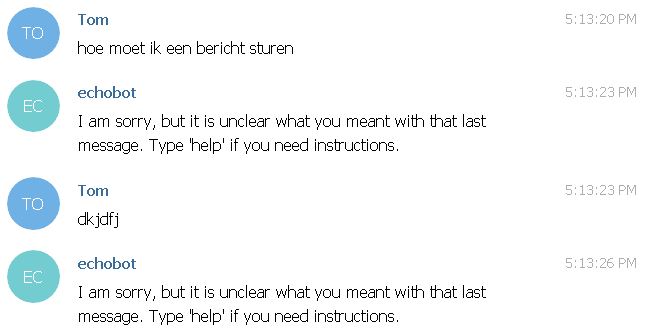 TO
Tom
5:13:20 PM
hoe moet ik een bericht sturen
EC
echobot
5:13:23 PM
I am sorry, but it is unclear what you meant with that last
message. Type 'help' if you need instructions.
TO
Tom
5:13:23 PM
dkjdfj
EC
echobot
5:13:26 PM
I am sorry, but it is unclear what you meant with that last
message. Type 'help' if you need instructions.